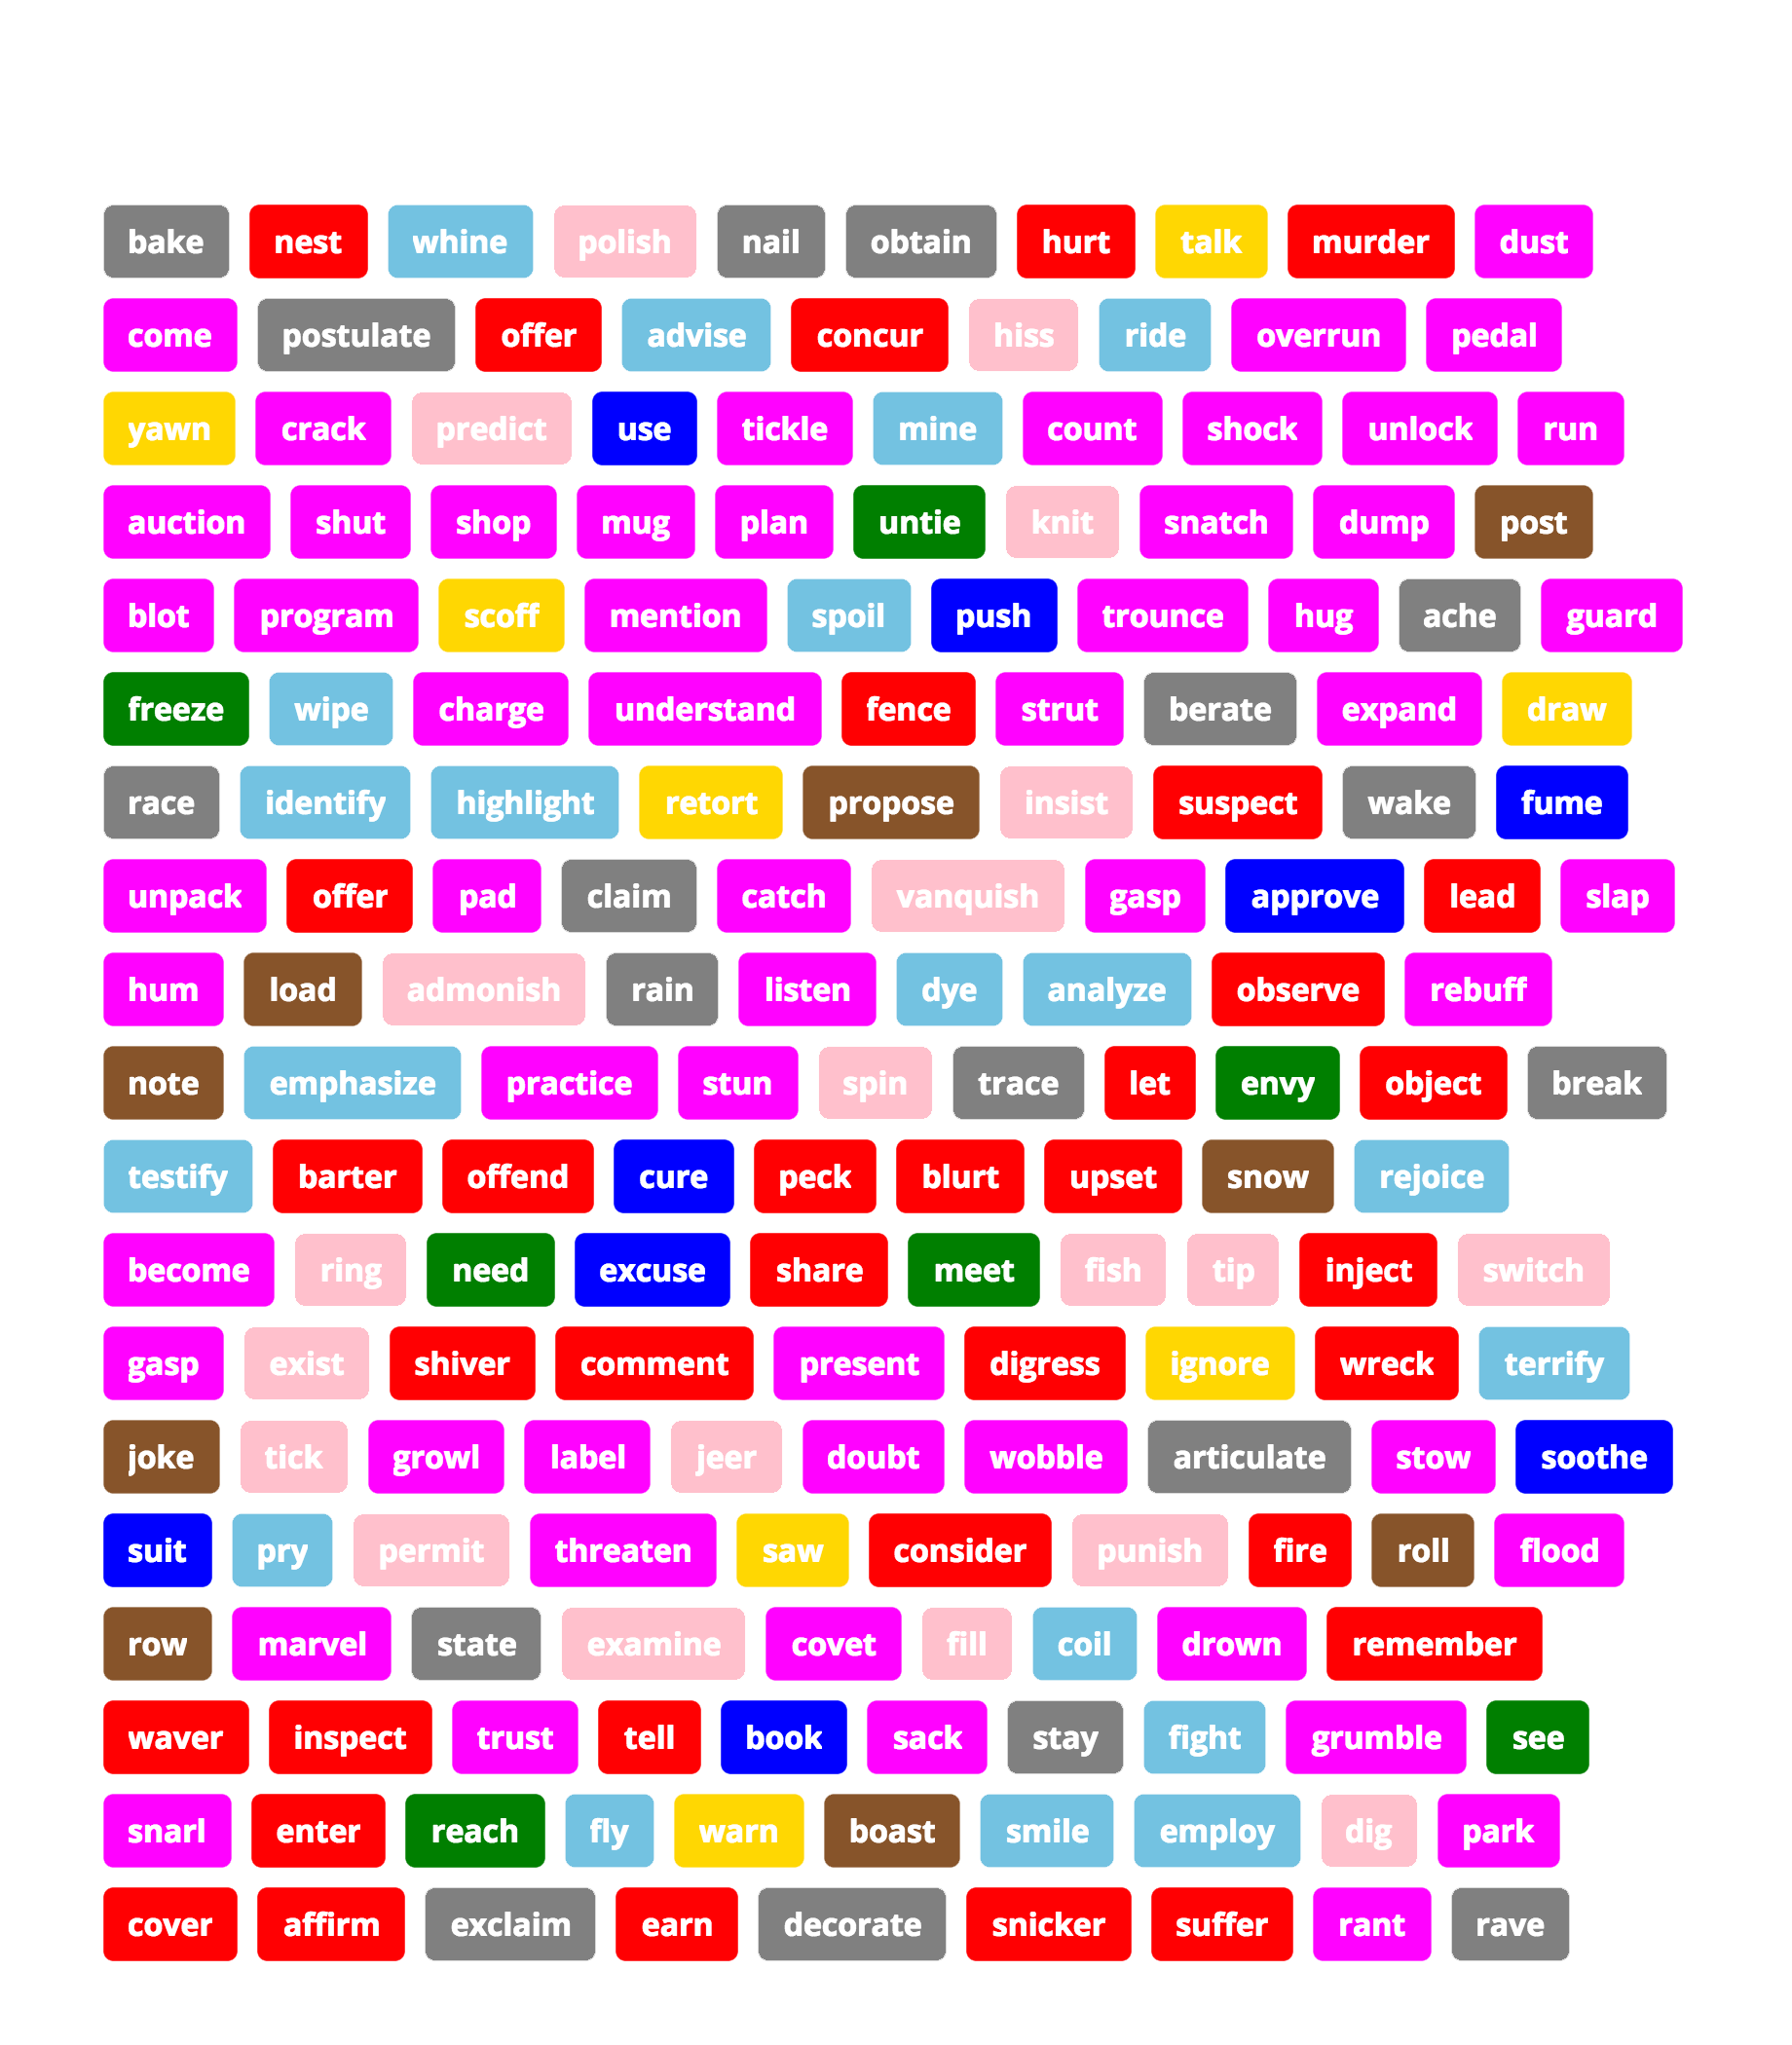 bake nest whine polish nail obtain hurt talk murder dust
come postulate offer advise concur hiss ride overrun pedal
yawn crack predict use tickle mine count shock unlock run
auction shut shop mug plan untie knit snatch dump post
blot program scoff mention spoil push trounce hug ache guard
freeze wipe charge understand fence strut berate expand draw
race identify highlight retort propose insist suspect wake fume
unpack offer pad claim catch vanquish gasp approve lead slap
hum load admonish rain listen dye analyze observe rebuff
note emphasize practice stun spin trace let envy object break
testify barter offend cure peck blurt upset snow rejoice
become ring need excuse share meet fish tip inject switch
gasp exist shiver comment present digress ignore wreck terrify
joke tick growl label jeer doubt wobble articulate stow soothe
suit pry permit threaten saw consider punish fire roll flood
row marvel state examine covet fill coil drown remember
waver inspect trust tell book sack stay fight grumble see
snarl enter reach fly warn boast smile employ dig park
cover affirm exclaim earn decorate snicker suffer rant rave